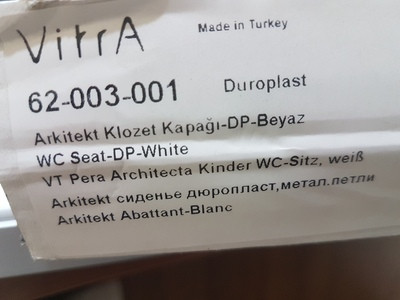 VitrA
Made in Turkey
62-003-001 Duroplast
Arkitekt Klozet Kapağı-DP-Beyaz
WC Seat-DP-White
VT Pera Architecta Kinder WC-Sitz, weiß
Arkitekt сиденье дюропласт,метал.петли
Arkitekt Abattant-Blanc